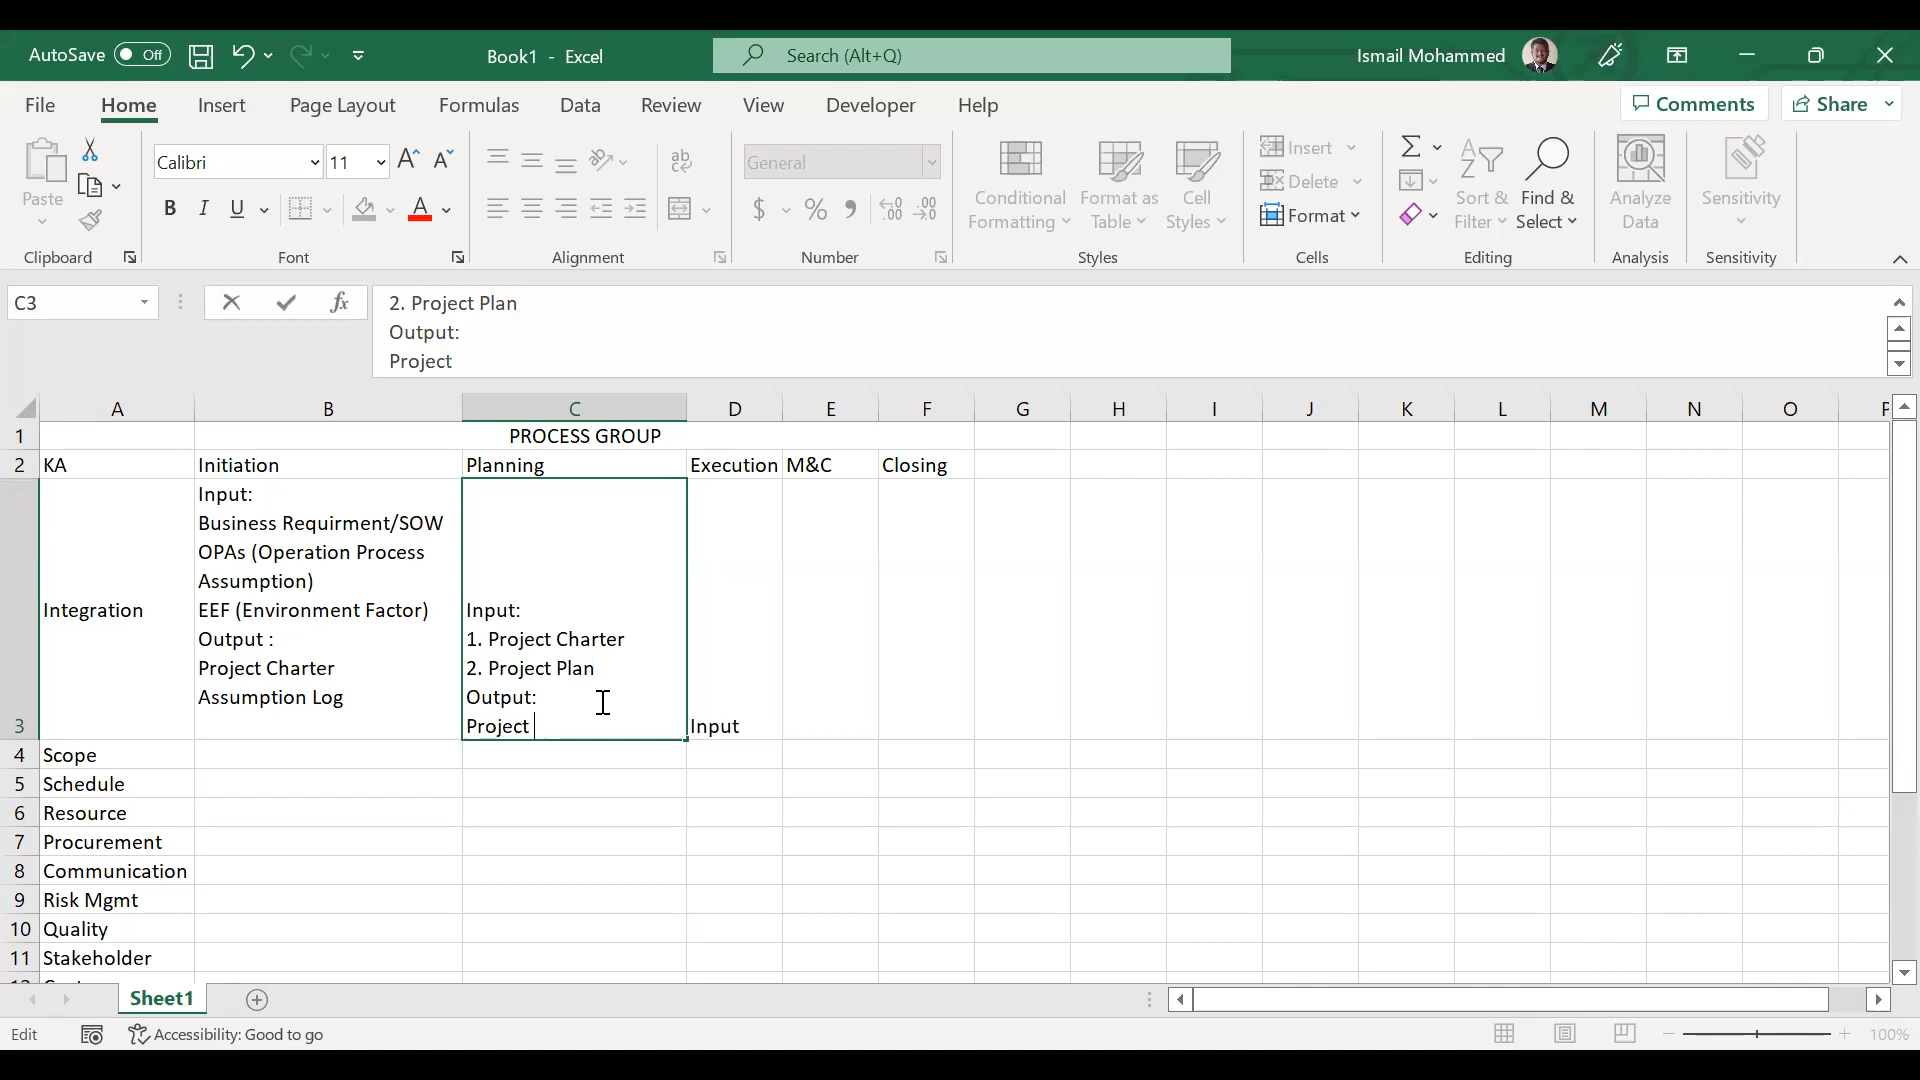 AutoSave Off Book1 - Excel Search (Alt+Q) Ismail Mohammed
File Home Insert Page Layout Formulas Data Review View Developer Help Comments Share
Paste
Clipboard
Calibri 11
B I U
Font
ab
Alignment
General
$ % 9
Number
Conditional Formatting
Format as Table
Cell Styles
Styles
Insert
Delete
Format
Cells
Sort & Filter
Find & Select
Editing
Analyze Data
Analysis
Sensitivity
Sensitivity
C3 fx
2. Project Plan
Output:
Project
A B C D E F G H I J K L M N O P
1 PROCESS GROUP
2 KA Initiation Planning Execution M&C Closing
3 Integration
Input:
Business Requirment/SOW
OPAs (Operation Process
Assumption)
EEF (Environment Factor)
Output :
Project Charter
Assumption Log
Input:
1. Project Charter
2. Project Plan
Output:
Project
Input
4 Scope
5 Schedule
6 Resource
7 Procurement
8 Communication
9 Risk Mgmt
10 Quality
11 Stakeholder
Sheet1
Edit Accessibility: Good to go 100%